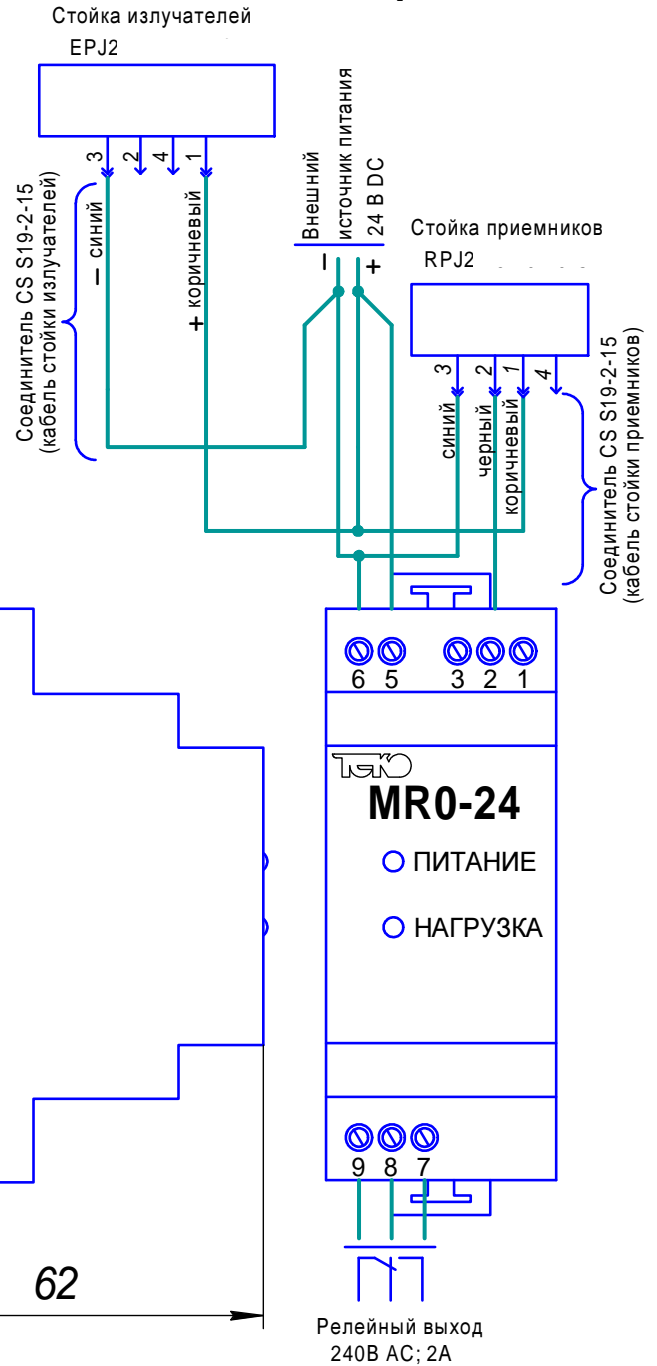 Стойка излучателей
EPJ2
3
2
4
1
Соединитель CS S19-2-15
(кабель стойки излучателей)
– синий
+ коричневый
Внешний
источник питания
24 В DC
–
+
Стойка приемников
RPJ2
3
2
1
4
синий
черный
коричневый
Соединитель CS S19-2-15
(кабель стойки приемников)
6 5 3 2 1
ТЕКО
MR0-24
ПИТАНИЕ
НАГРУЗКА
9 8 7
62
Релейный выход
240В AC; 2А